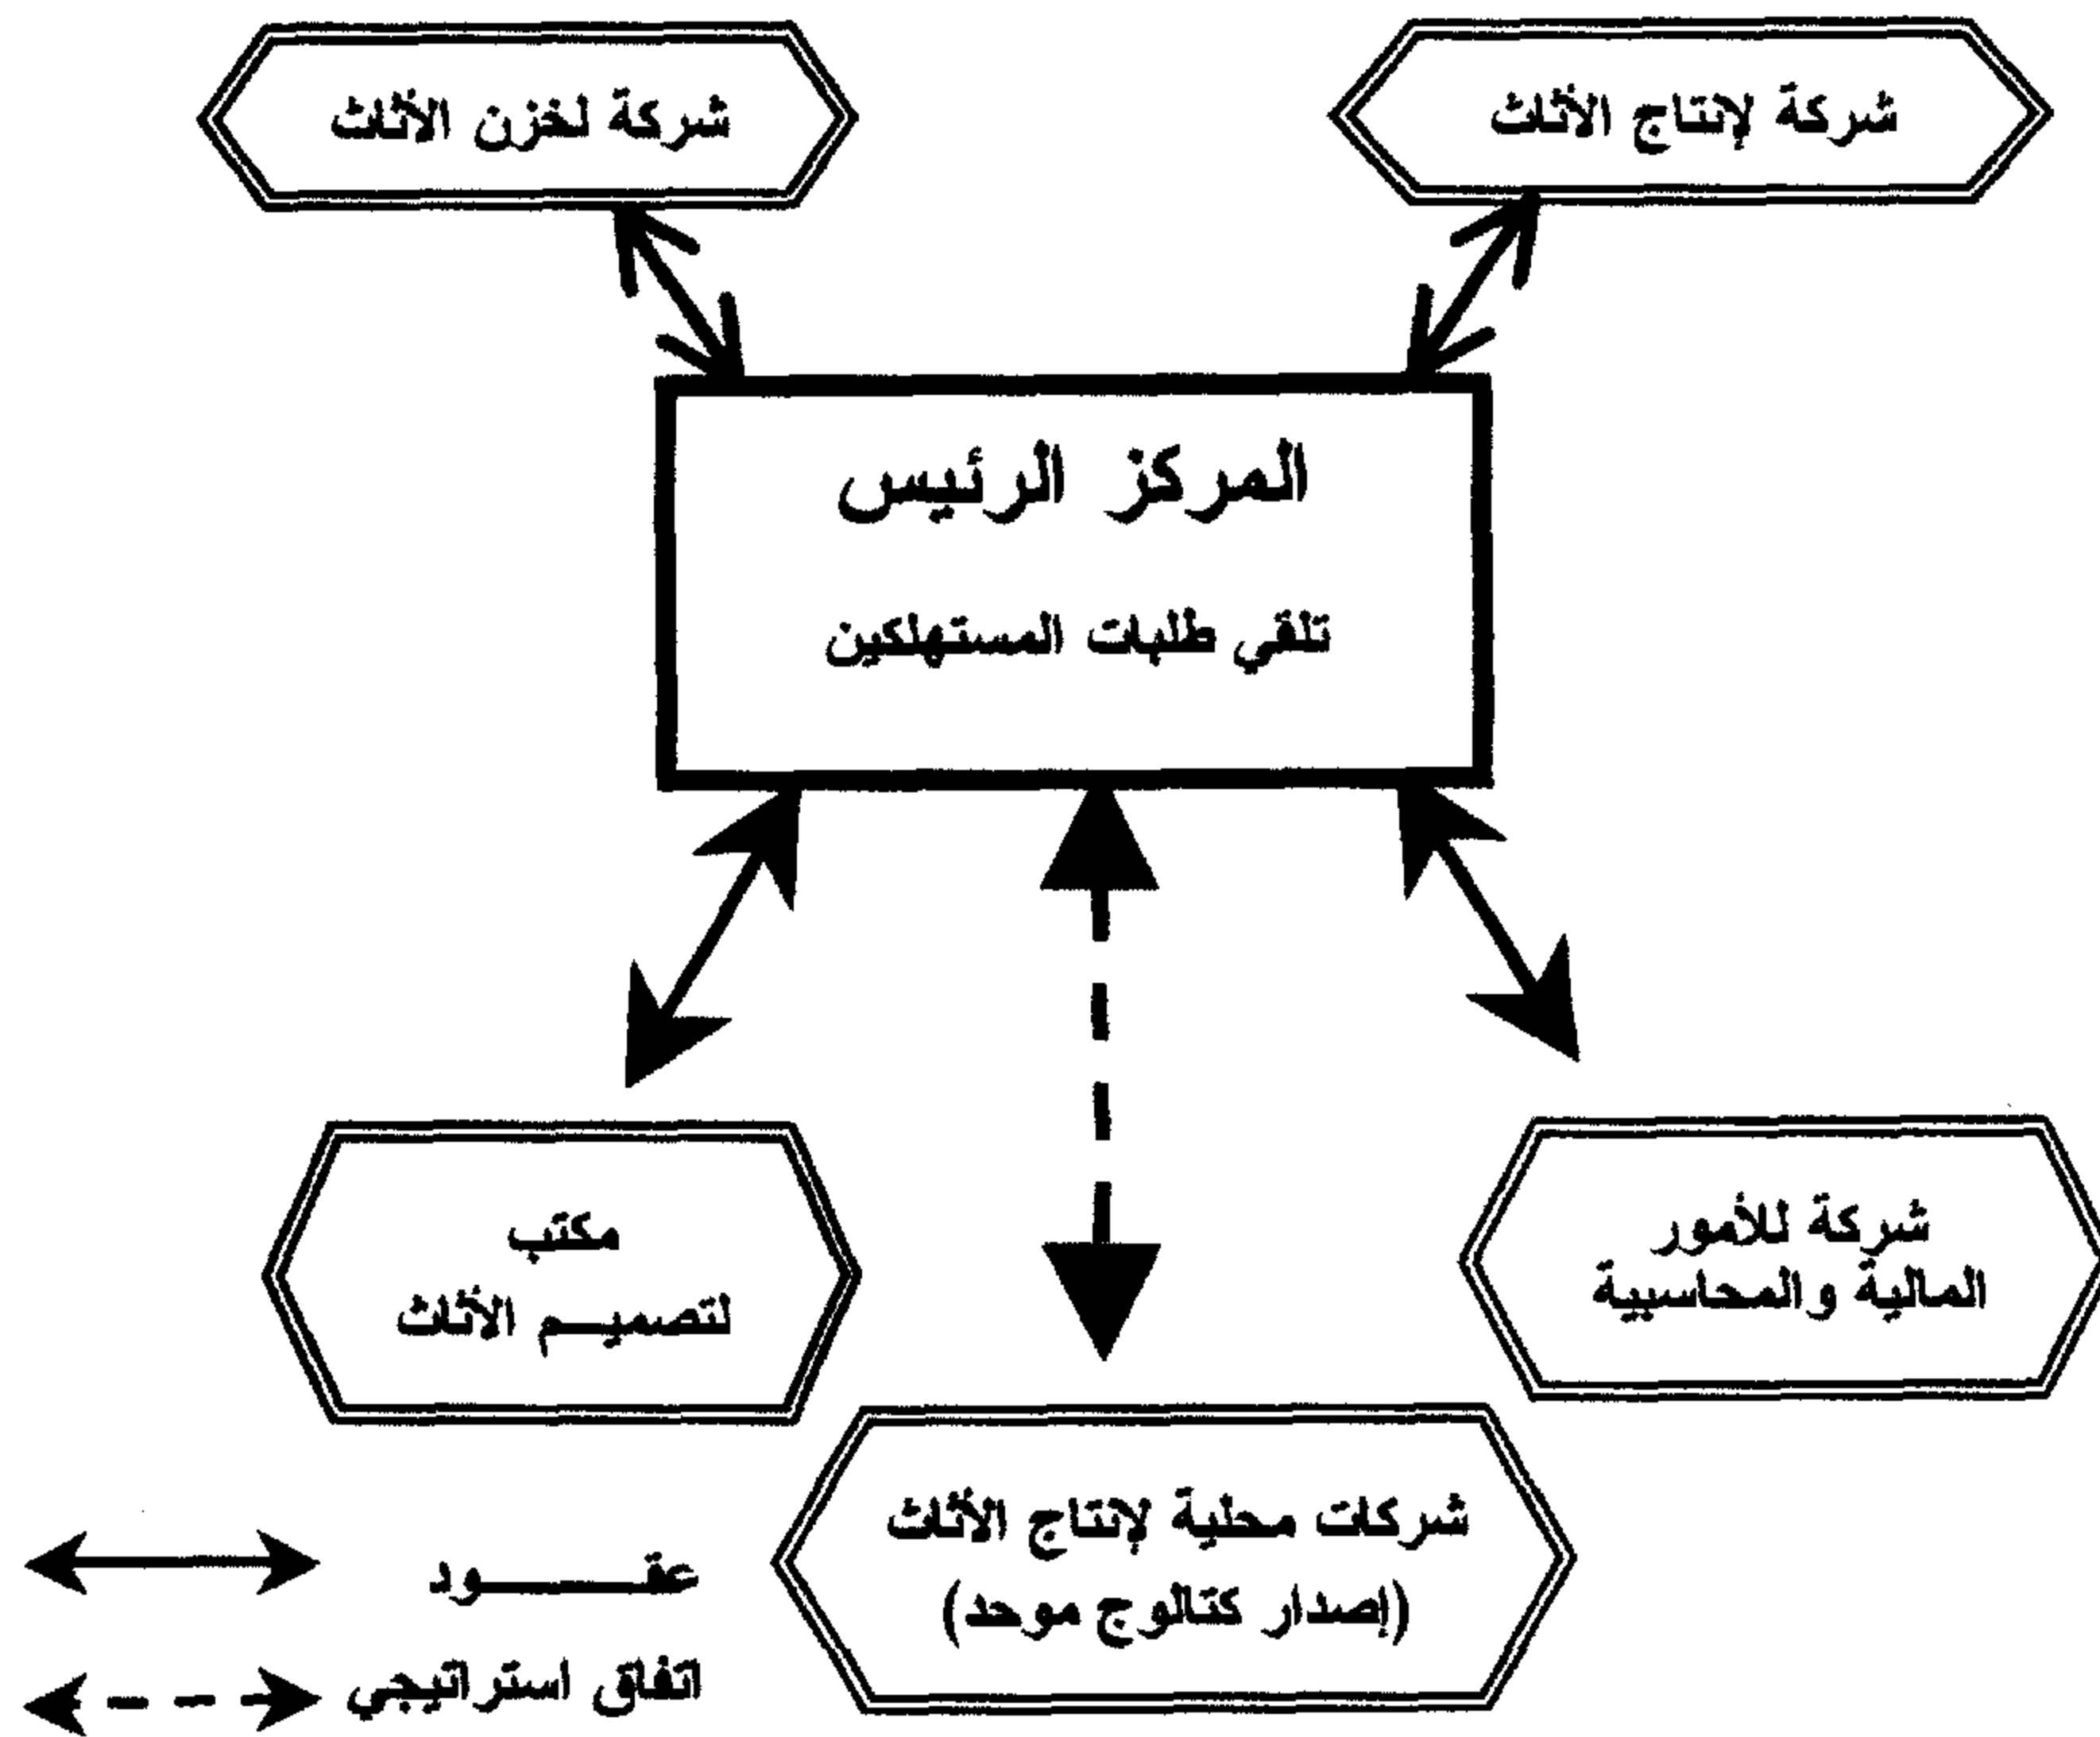 شركة لإنتاج الأثاث
شركة لخزن الأثاث
المركز الرئيس
تلقي طلبات المستهلكين
شركة للأمور
المالية والمحاسبية
مكتب
لتصميـم الأثاث
شركات محلية لإنتاج الأثاث
(إصدار كتالوج موحد)
عقـــــود
اتفاق استراتيجي